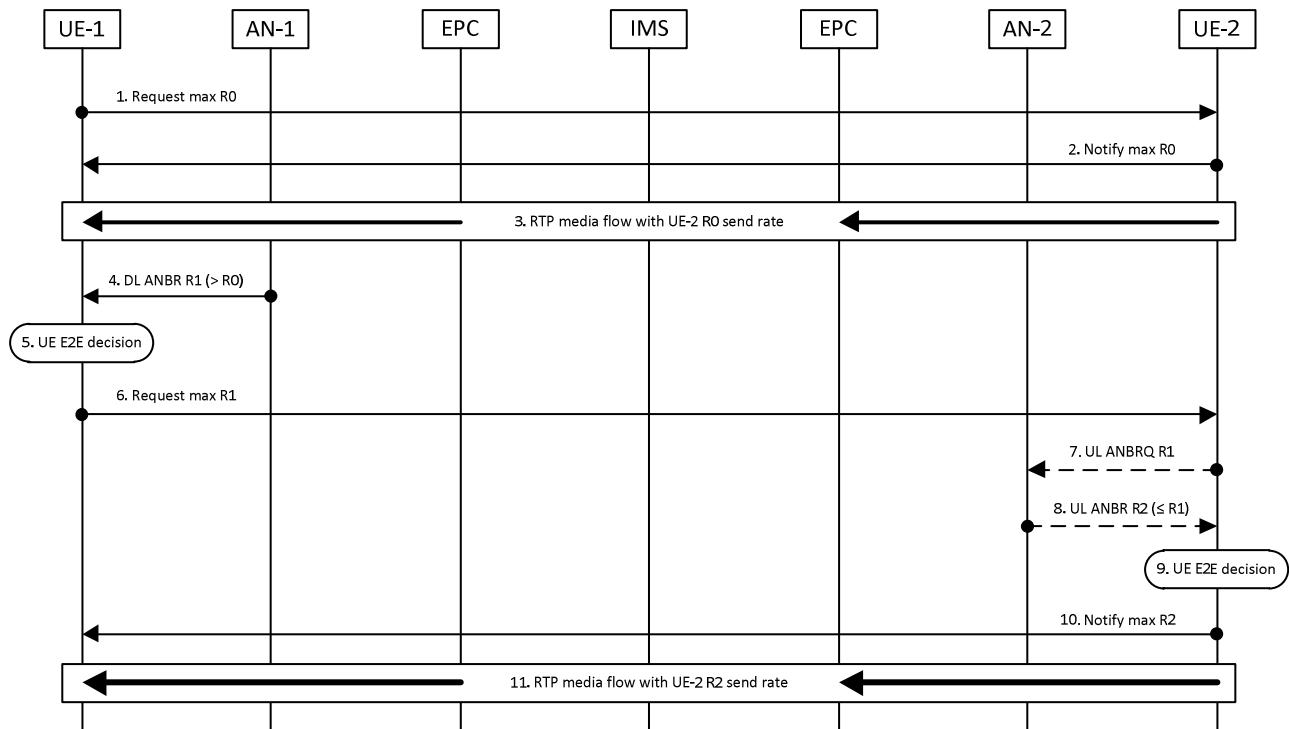 UE-1
AN-1
EPC
IMS
EPC
AN-2
UE-2
1. Request max R0
2. Notify max R0
3. RTP media flow with UE-2 R0 send rate
4. DL ANBR R1 (> R0)
5. UE E2E decision
6. Request max R1
7. UL ANBRQ R1
8. UL ANBR R2 (≤ R1)
9. UE E2E decision
10. Notify max R2
11. RTP media flow with UE-2 R2 send rate